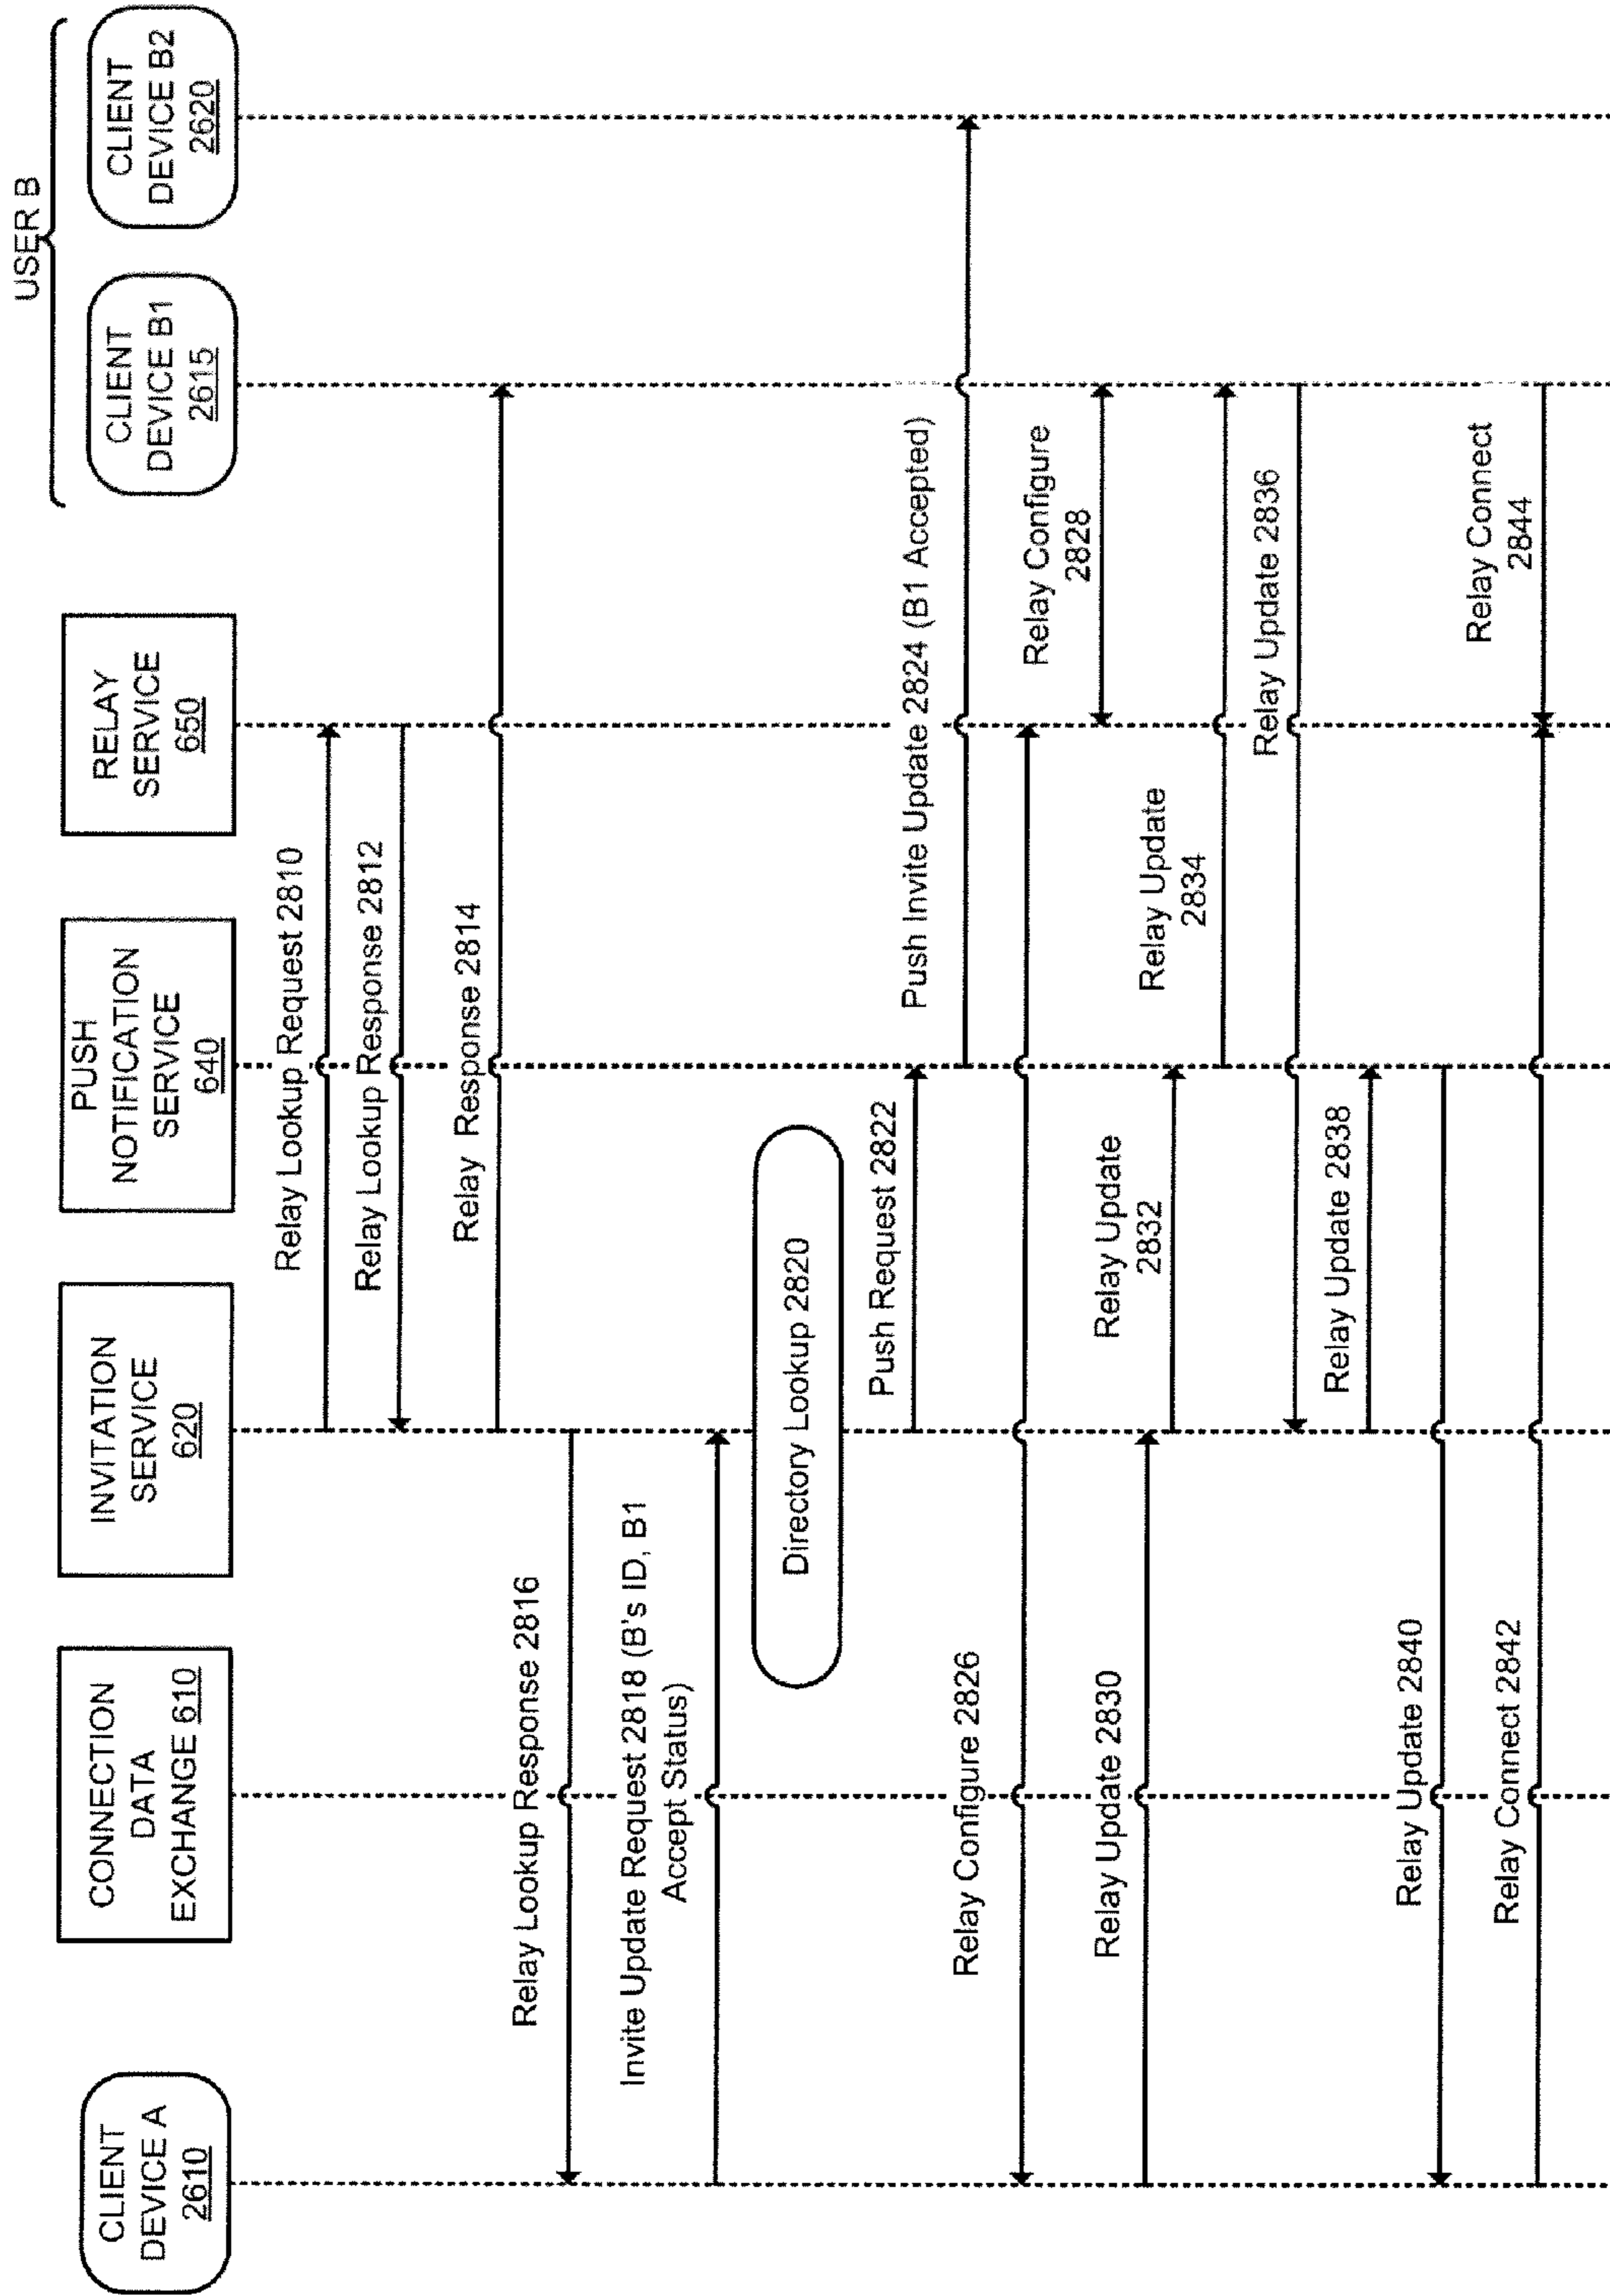 USER B
CLIENT
DEVICE A
2610
CONNECTION
DATA
EXCHANGE 610
INVITATION
SERVICE
620
PUSH
NOTIFICATION
SERVICE
640
RELAY
SERVICE
650
CLIENT
DEVICE B1
2615
CLIENT
DEVICE B2
2620
Relay Lookup Request 2810
Relay Lookup Response 2812
Relay Response 2814
Relay Lookup Response 2816
Invite Update Request 2818 (B's ID, B1
Accept Status)
Directory Lookup 2820
Push Request 2822
Push Invite Update 2824 (B1 Accepted)
Relay Configure 2826
Relay Configure
2828
Relay Update 2830
Relay Update
2832
Relay Update
2834
Relay Update 2836
Relay Update 2838
Relay Update 2840
Relay Connect 2842
Relay Connect
2844